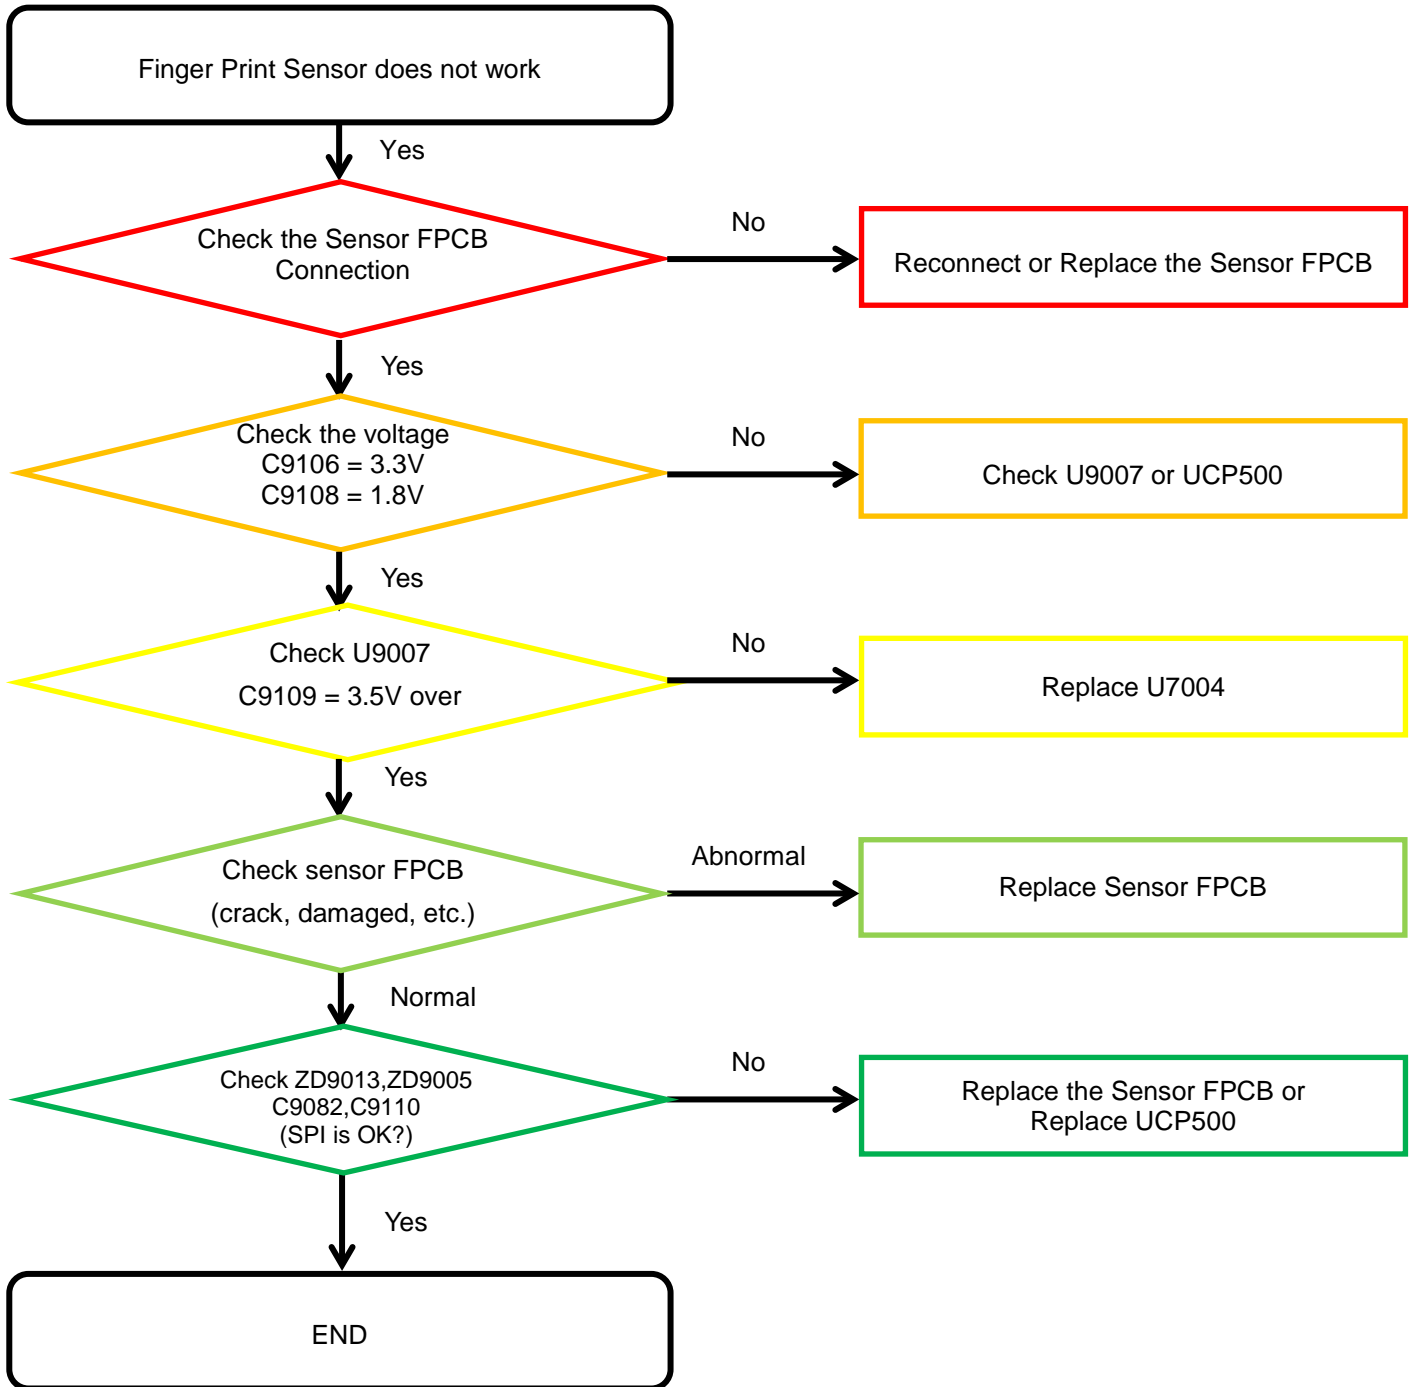 Finger Print Sensor does not work
Yes
Check the Sensor FPCB
Connection
No
Reconnect or Replace the Sensor FPCB
Yes
Check the voltage
C9106 = 3.3V
C9108 = 1.8V
No
Check U9007 or UCP500
Yes
Check U9007
C9109 = 3.5V over
No
Replace U7004
Yes
Check sensor FPCB
(crack, damaged, etc.)
Abnormal
Replace Sensor FPCB
Normal
Check ZD9013,ZD9005
C9082,C9110
(SPI is OK?)
No
Replace the Sensor FPCB or
Replace UCP500
Yes
END